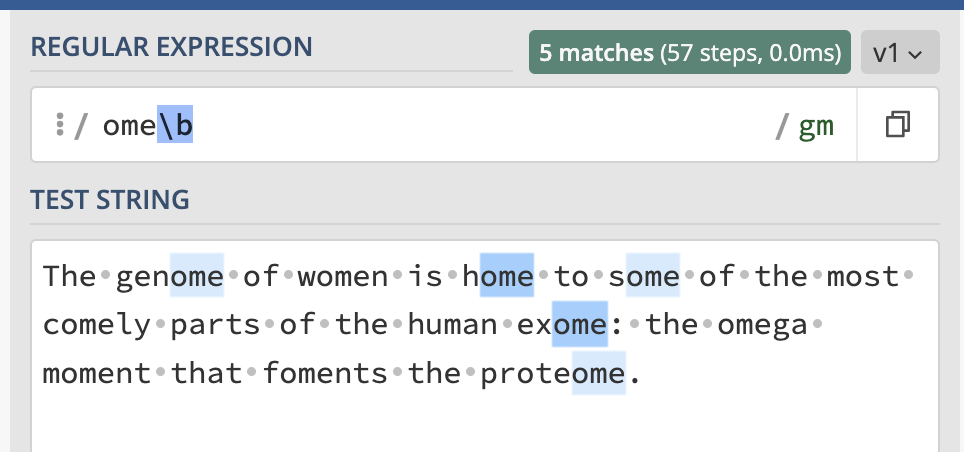 REGULAR EXPRESSION
5 matches (57 steps, 0.0ms)
v1
/ ome\b / gm
TEST STRING
The·genome·of·women·is·home·to·some·of·the·most·
comely·parts·of·the·human·exome:·the·omega·
moment·that·foments·the·proteome.